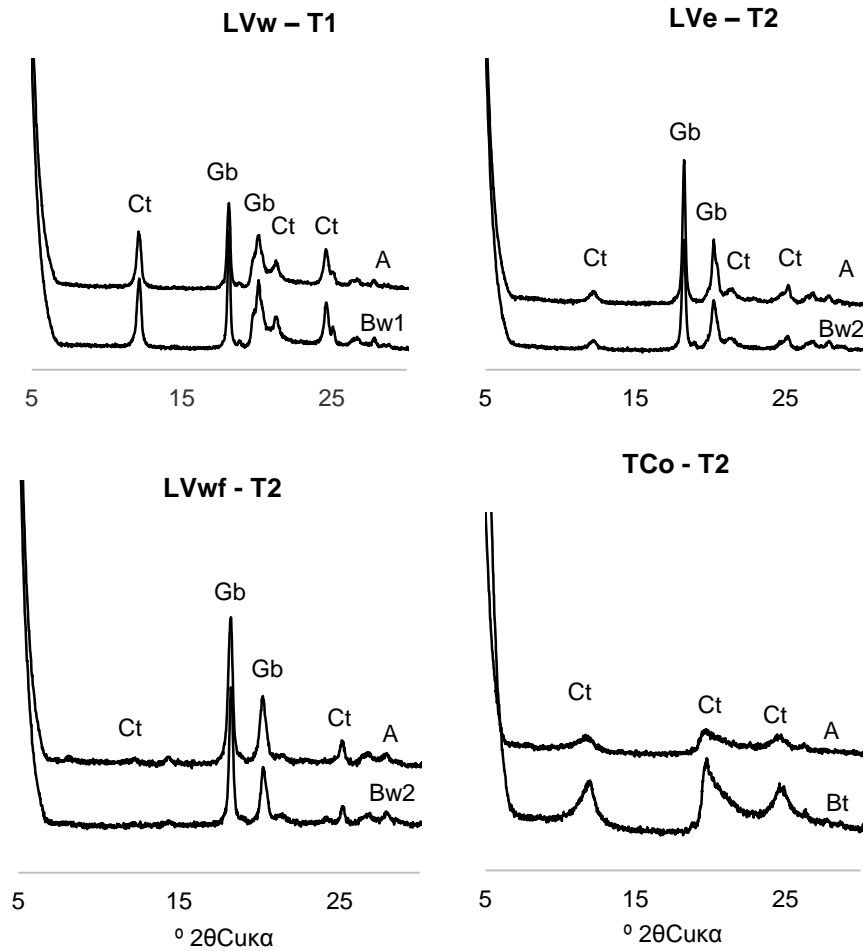 LVw – T1
Gb
Gb
Ct
Ct
Ct
A
Bw1
5 15 25
LVe – T2
Gb
Gb
Ct
Ct
Ct
A
Bw2
5 15 25
LVwf - T2
Gb
Gb
Ct
Ct
A
Bw2
5 15 25
º 2θCuκα
TCo - T2
Ct
Ct
Ct
A
Bt
5 15 25
º 2θCuκα